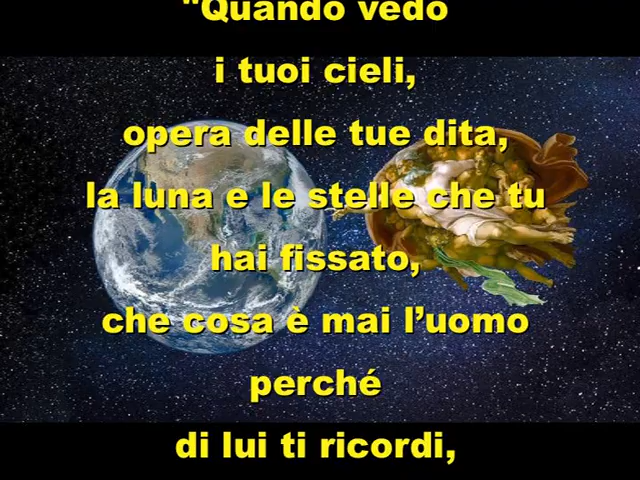 "Quando vedo
i tuoi cieli,
opera delle tue dita,
la luna e le stelle che tu
hai fissato,
che cosa è mai l’uomo
perché
di lui ti ricordi,